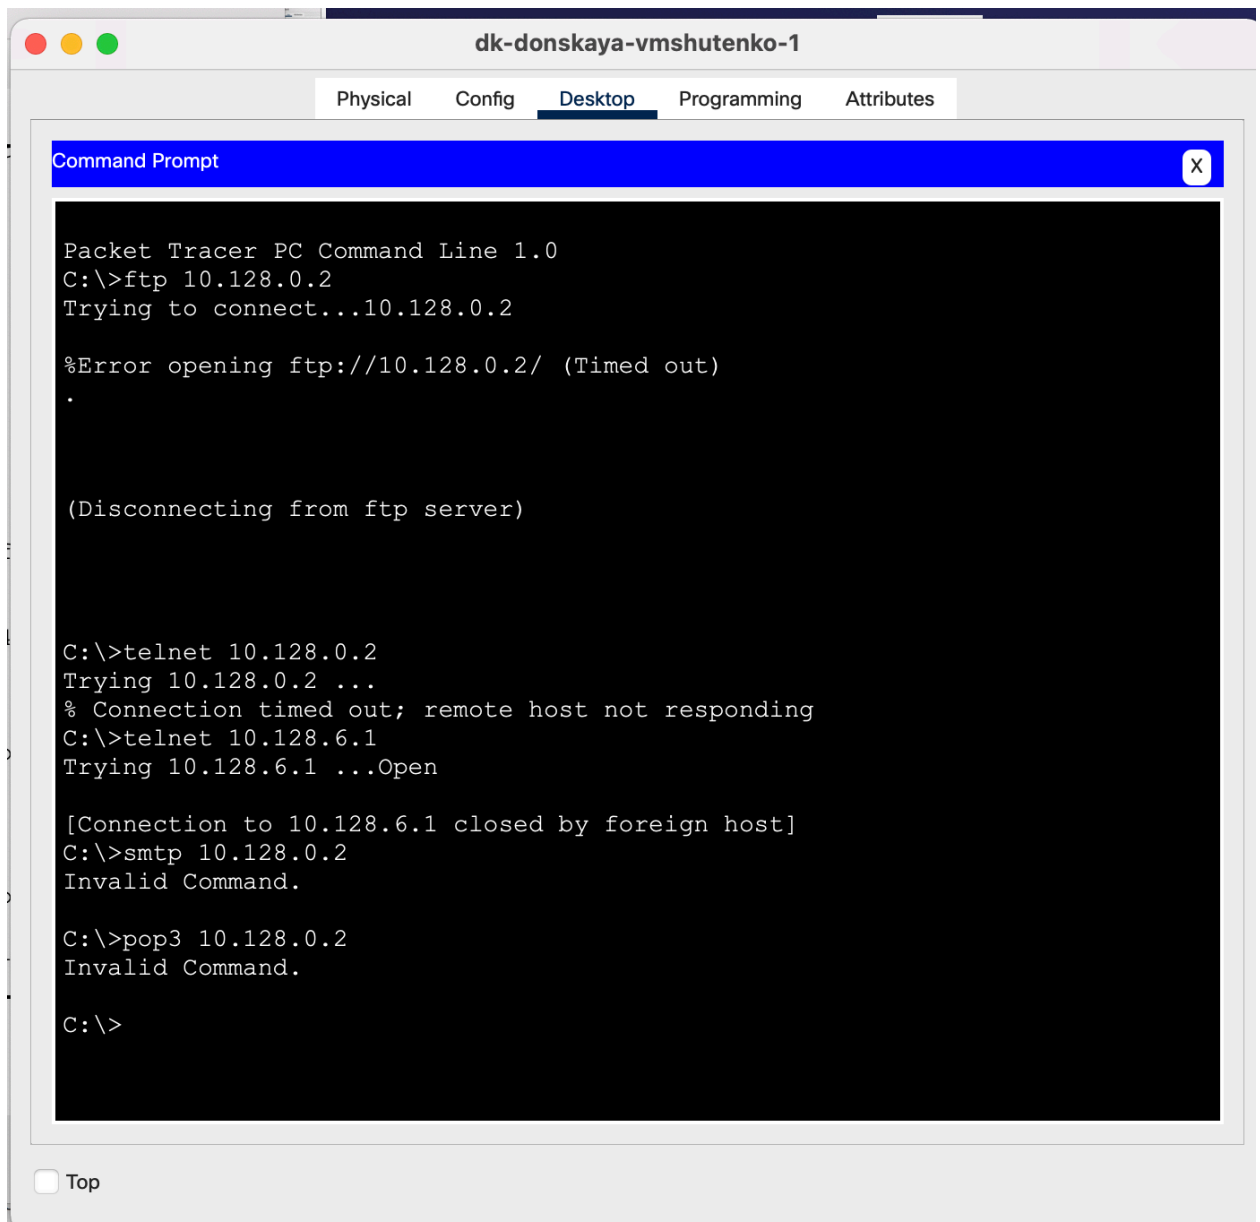 dk-donskaya-vmshutenko-1
Physical Config Desktop Programming Attributes
Command Prompt
X
Packet Tracer PC Command Line 1.0
C:\>ftp 10.128.0.2
Trying to connect...10.128.0.2
%Error opening ftp://10.128.0.2/ (Timed out)
.
(Disconnecting from ftp server)
C:\>telnet 10.128.0.2
Trying 10.128.0.2 ...
% Connection timed out; remote host not responding
C:\>telnet 10.128.6.1
Trying 10.128.6.1 ...Open
[Connection to 10.128.6.1 closed by foreign host]
C:\>smtp 10.128.0.2
Invalid Command.
C:\>pop3 10.128.0.2
Invalid Command.
C:\>
Top